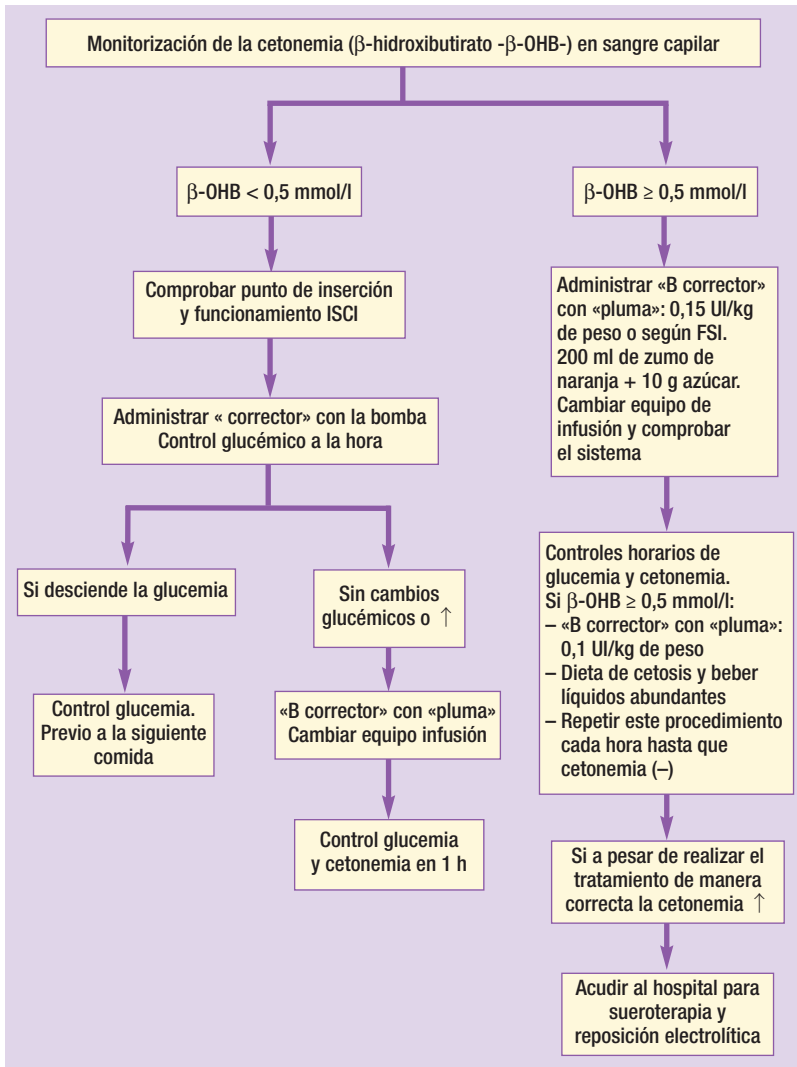 Monitorización de la cetonemia (β-hidroxibutirato -β-OHB-) en sangre capilar
β-OHB < 0,5 mmol/l
β-OHB ≥ 0,5 mmol/l
Comprobar punto de inserción
y funcionamiento ISCI
Administrar «B corrector»
con «pluma»: 0,15 UI/kg
de peso o según FSI.
200 ml de zumo de
naranja + 10 g azúcar.
Cambiar equipo de
infusión y comprobar
el sistema
Administrar « corrector» con la bomba
Control glucémico a la hora
Si desciende la glucemia
Sin cambios
glucémicos o ↑
Controles horarios de
glucemia y cetonemia.
Si β-OHB ≥ 0,5 mmol/l:
– «B corrector» con «pluma»:
0,1 UI/kg de peso
– Dieta de cetosis y beber
líquidos abundantes
– Repetir este procedimiento
cada hora hasta que
cetonemia (–)
Control glucemia.
Previo a la siguiente
comida
«B corrector» con «pluma»
Cambiar equipo infusión
Control glucemia
y cetonemia en 1 h
Si a pesar de realizar el
tratamiento de manera
correcta la cetonemia ↑
Acudir al hospital para
sueroterapia y
reposición electrolítica